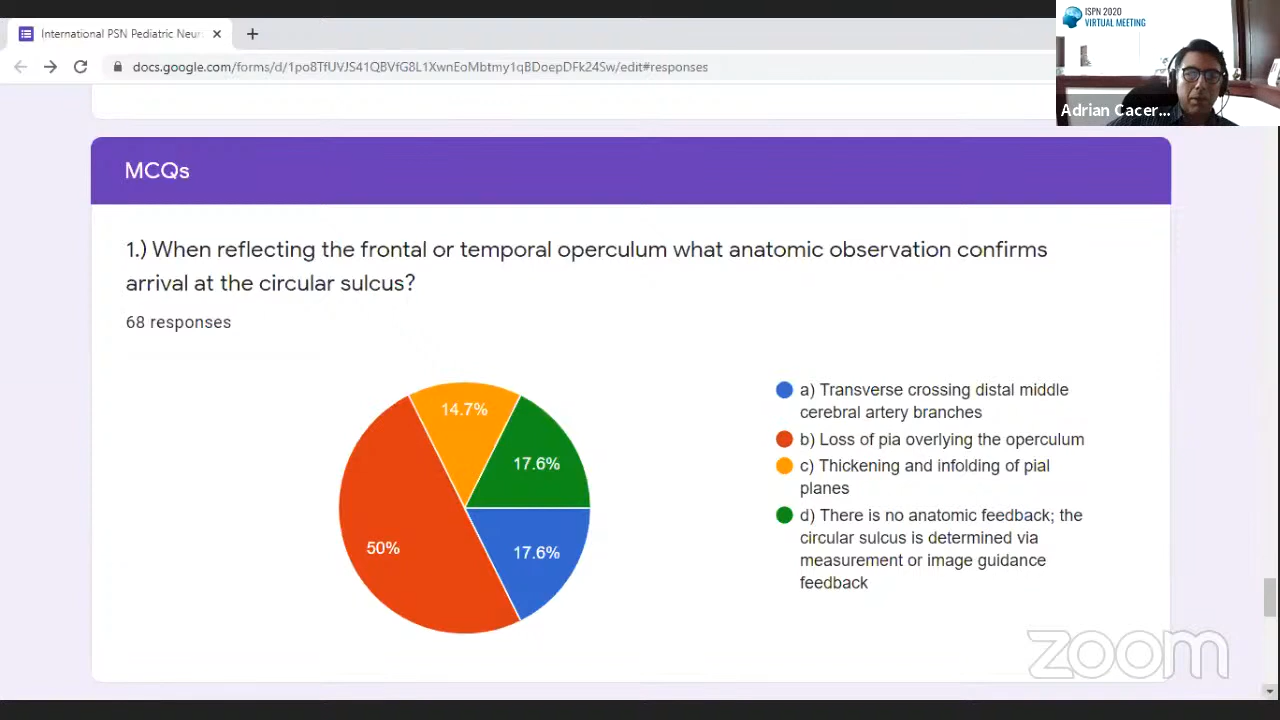 International PSN Pediatric Neur
ISPN 2020
VIRTUAL MEETING
docs.google.com/forms/d/1po8TfUVJS41QBVfG8L1XwnEoMbtmy1qBDoepDFk24Sw/edit#responses
Adrian Cacer...
MCQs
1.) When reflecting the frontal or temporal operculum what anatomic observation confirms
arrival at the circular sulcus?
68 responses
14.7%
17.6%
50%
17.6%
a) Transverse crossing distal middle
cerebral artery branches
b) Loss of pia overlying the operculum
c) Thickening and infolding of pial
planes
d) There is no anatomic feedback; the
circular sulcus is determined via
measurement or image guidance
feedback
zoom